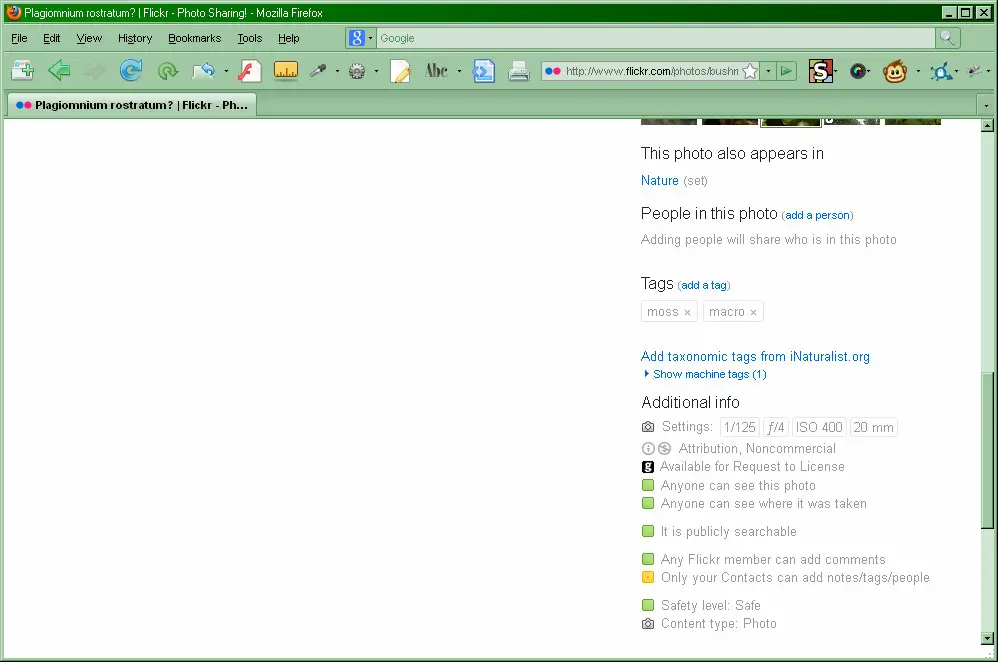 Plagiomnium rostratum? | Flickr - Photo Sharing! - Mozilla Firefox
File Edit View History Bookmarks Tools Help
Google
Abc
http://www.flickr.com/photos/bushm
Plagiomnium rostratum? | Flickr - Ph...
This photo also appears in
Nature (set)
People in this photo (add a person)
Adding people will share who is in this photo
Tags (add a tag)
moss × macro ×
Add taxonomic tags from iNaturalist.org
Show machine tags (1)
Additional info
Settings: 1/125 ƒ/4 ISO 400 20 mm
Attribution, Noncommercial
Available for Request to License
Anyone can see this photo
Anyone can see where it was taken
It is publicly searchable
Any Flickr member can add comments
Only your Contacts can add notes/tags/people
Safety level: Safe
Content type: Photo